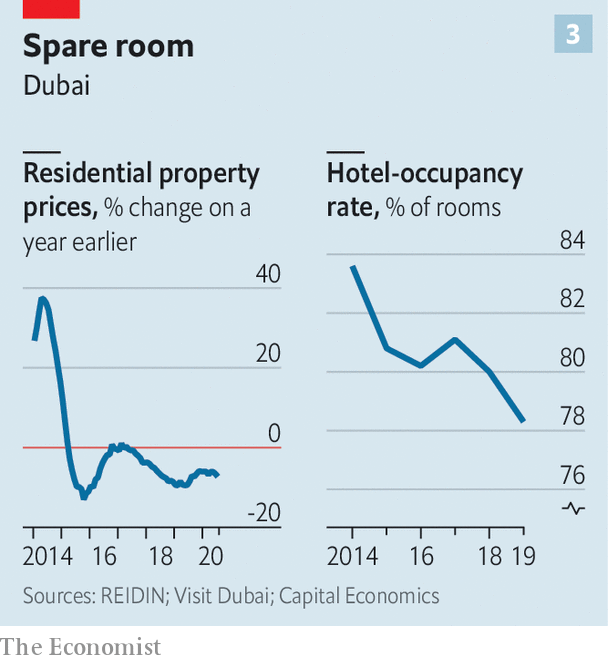 Spare room
3
Dubai
Residential property
prices, % change on a
year earlier
40
20
0
-20
2014 16 18 20
Hotel-occupancy
rate, % of rooms
84
82
80
78
76
2014 16 18 19
Sources: REIDIN; Visit Dubai; Capital Economics
The Economist